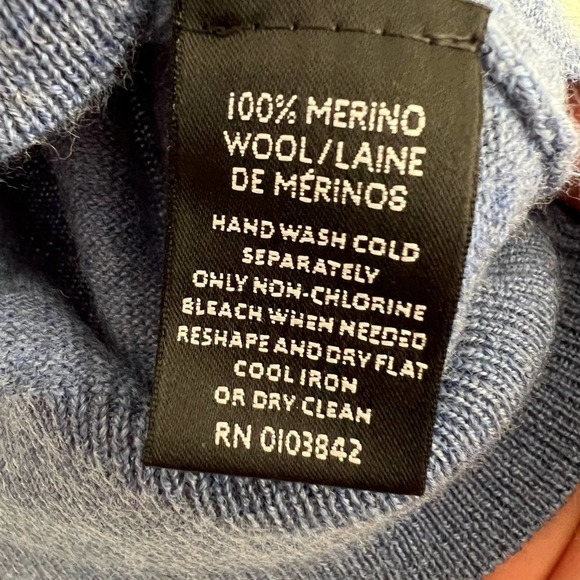 100% MERINO
WOOL/LAINE
DE MÉRINOS
HAND WASH COLD
SEPARATELY
ONLY NON-CHLORINE
BLEACH WHEN NEEDED
RESHAPE AND DRY FLAT
COOL IRON
OR DRY CLEAN
RN 0103842